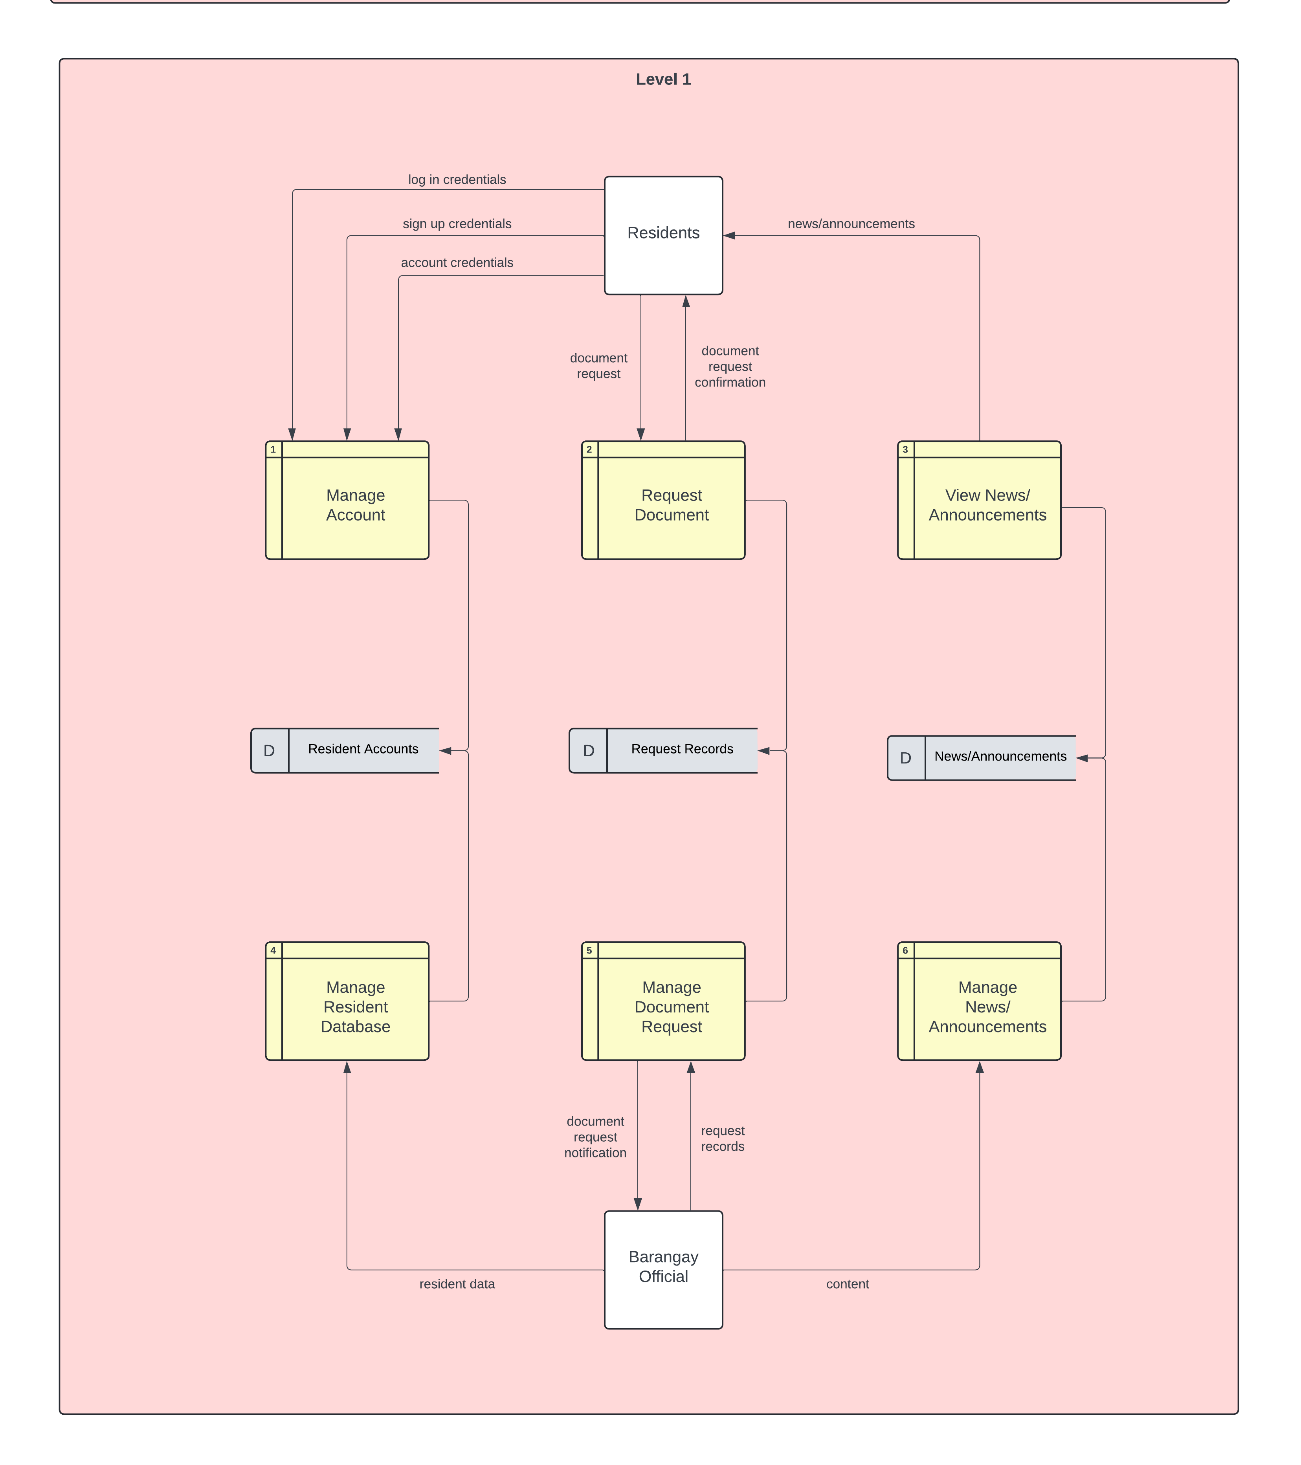 Level 1
log in credentials
sign up credentials
account credentials
Residents
news/announcements
document
request
document
request
confirmation
1
Manage
Account
2
Request
Document
3
View News/
Announcements
D
Resident Accounts
D
Request Records
D
News/Announcements
4
Manage
Resident
Database
5
Manage
Document
Request
6
Manage
News/
Announcements
document
request
notification
request
records
Barangay
Official
resident data
content